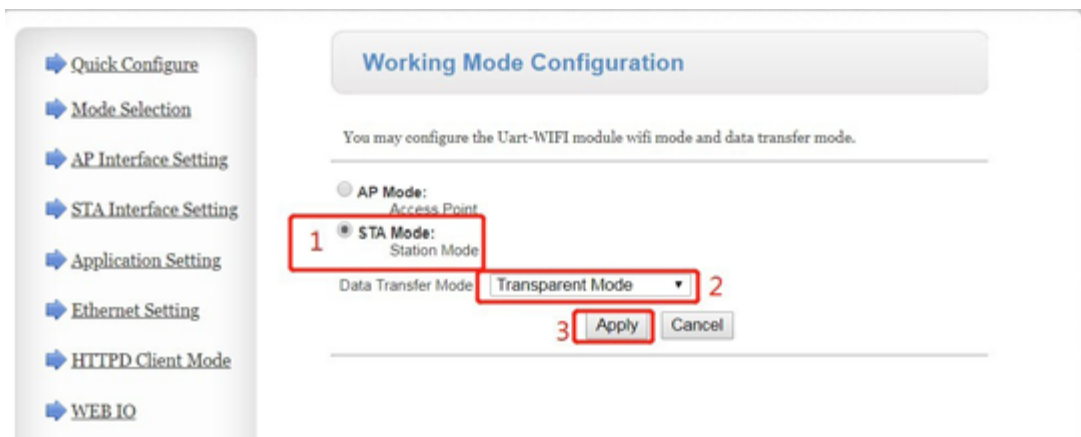 Quick Configure
Mode Selection
AP Interface Setting
STA Interface Setting
Application Setting
Ethernet Setting
HTTPD Client Mode
WEB IO
Working Mode Configuration
You may configure the Uart-WIFI module wifi mode and data transfer mode.
AP Mode:
Access Point
1 STA Mode:
Station Mode
Data Transfer Mode Transparent Mode 2
3 Apply Cancel